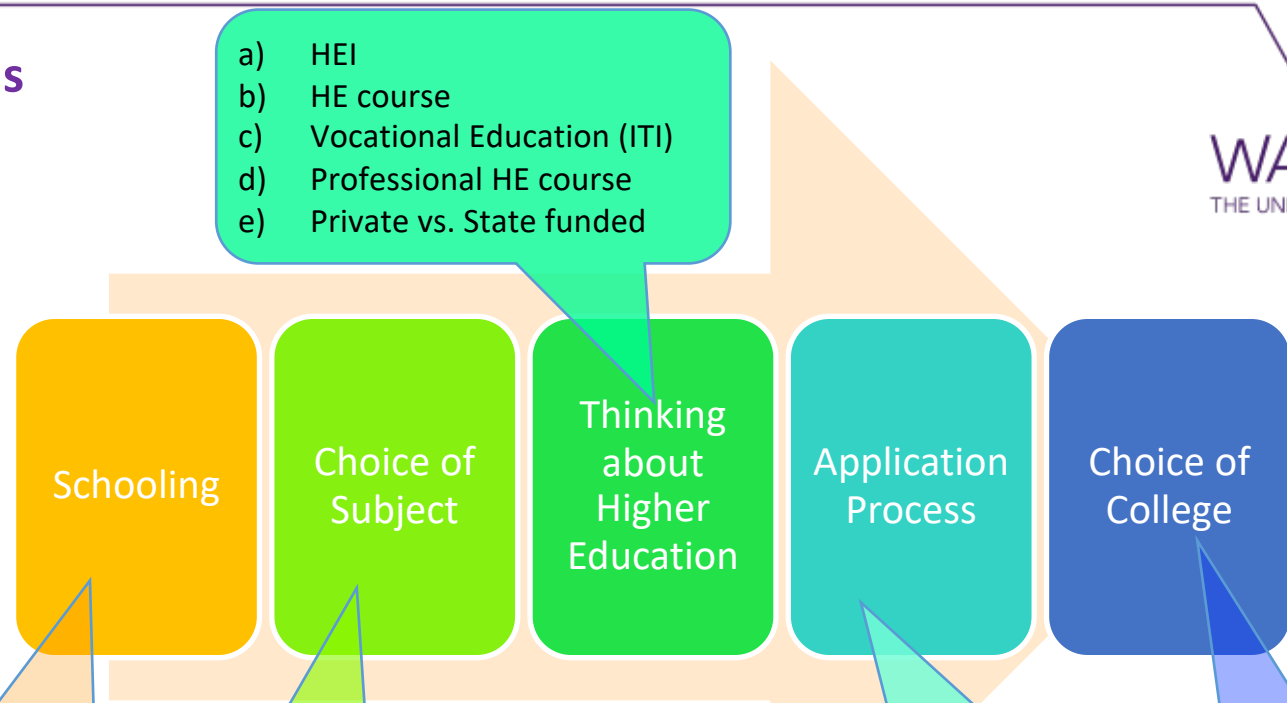 s
a) HEI
b) HE course
c) Vocational Education (ITI)
d) Professional HE course
e) Private vs. State funded
WA
THE UNI
Schooling
Choice of
Subject
Thinking
about
Higher
Education
Application
Process
Choice of
College